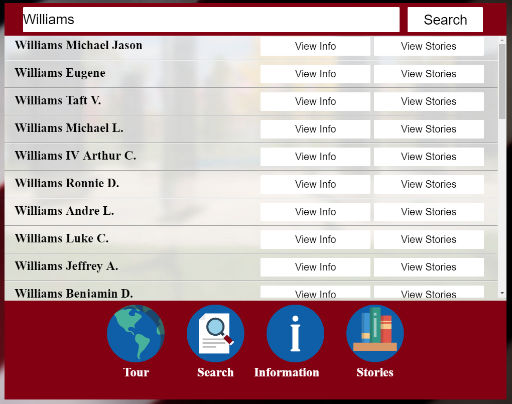 Williams Search
Williams Michael Jason View Info View Stories
Williams Eugene View Info View Stories
Williams Taft V. View Info View Stories
Williams Michael L. View Info View Stories
Williams IV Arthur C. View Info View Stories
Williams Ronnie D. View Info View Stories
Williams Andre L. View Info View Stories
Williams Luke C. View Info View Stories
Williams Jeffrey A. View Info View Stories
Williams Benjamin D. View Info View Stories
Tour Search Information Stories